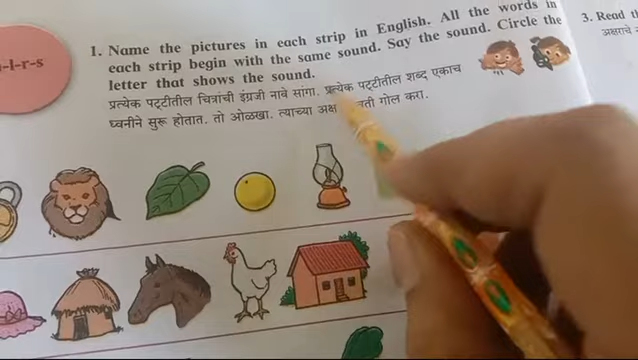 -l-r-s
1. Name the pictures in each strip in English. All the words in
each strip begin with the same sound. Say the sound. Circle the
letter that shows the sound.
प्रत्येक पट्टीतील चित्रांची इंग्रजी नावे सांगा. प्रत्येक पट्टीतील शब्द एकाच
ध्वनीने सुरू होतात. तो ओळखा. त्याच्या गोल करा.
3. Read
अक्षराचे